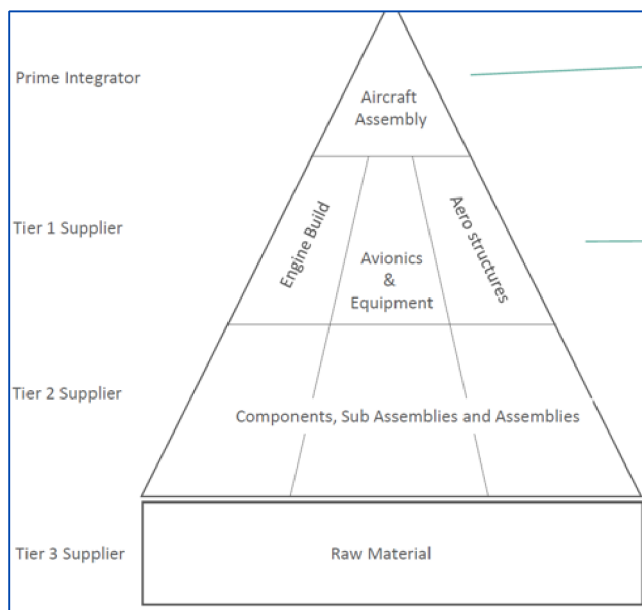 Prime Integrator
Aircraft
Assembly
Tier 1 Supplier
Engine Build
Avionics
&
Equipment
Aero structures
Tier 2 Supplier
Components, Sub Assemblies and Assemblies
Tier 3 Supplier
Raw Material